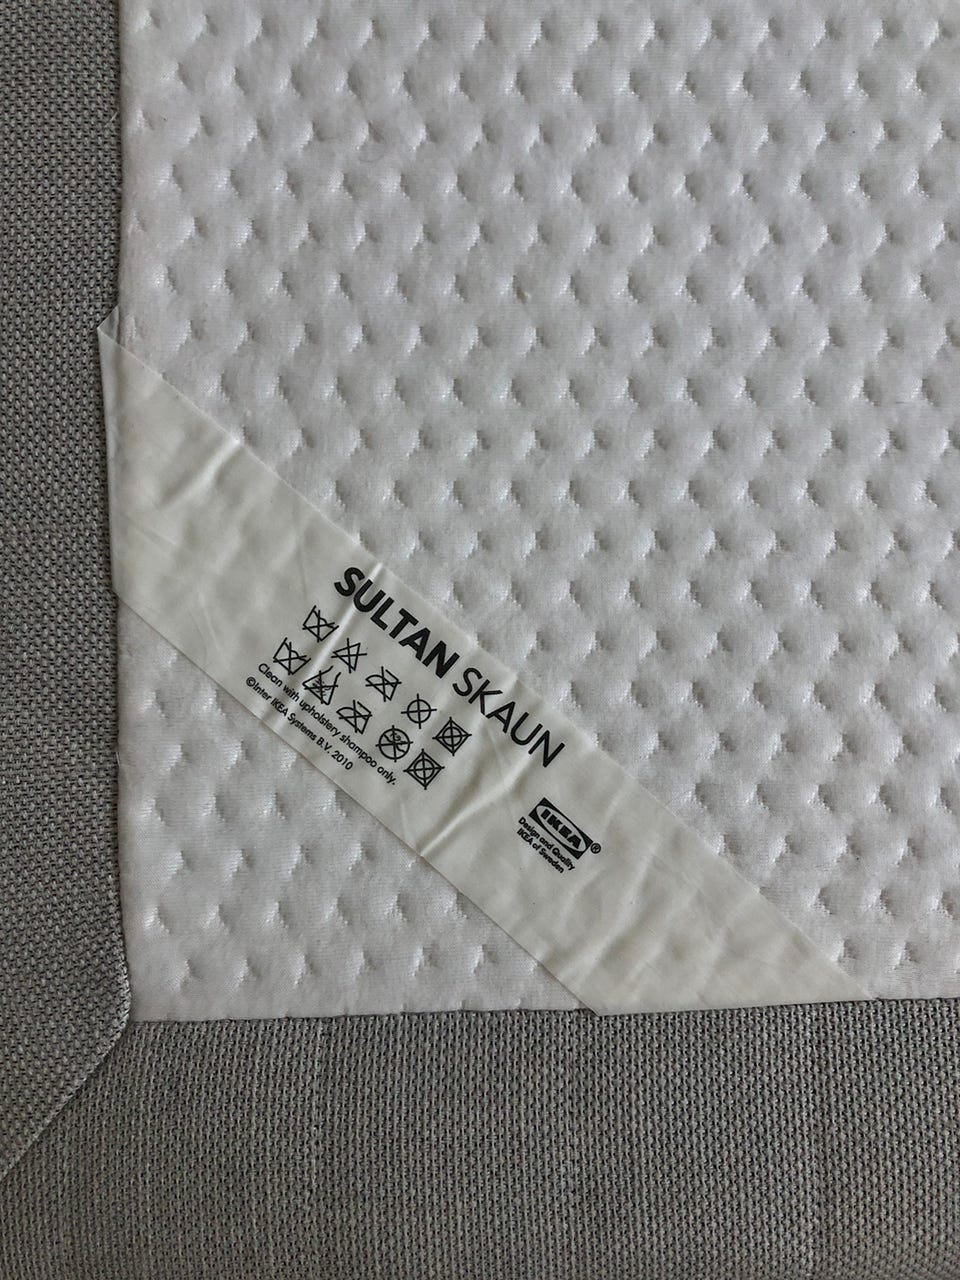 SULTAN SKAUN
Clean with upholstery shampoo only.
©Inter IKEA Systems B.V. 2010
IKEA®
Design and Quality
IKEA of Sweden